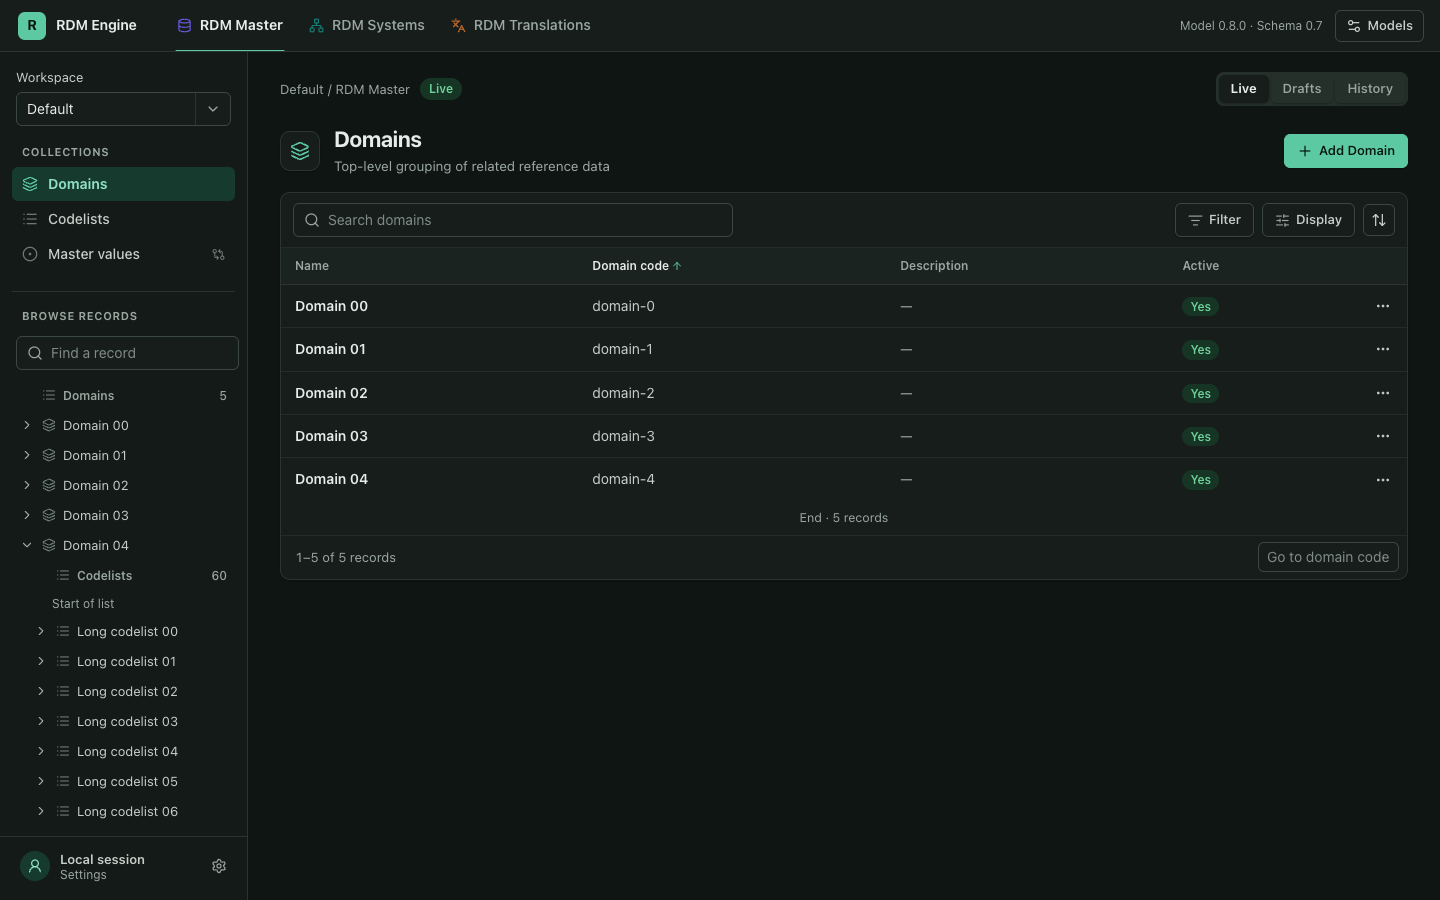 R RDM Engine RDM Master RDM Systems RDM Translations Model 0.8.0 · Schema 0.7 Models
Workspace
Default
COLLECTIONS
Domains
Codelists
Master values
BROWSE RECORDS
Find a record
Domains 5
Domain 00
Domain 01
Domain 02
Domain 03
Domain 04
Codelists 60
Start of list
Long codelist 00
Long codelist 01
Long codelist 02
Long codelist 03
Long codelist 04
Long codelist 05
Long codelist 06
Local session
Settings
Default / RDM Master Live Live Drafts History
Domains
Top-level grouping of related reference data
Add Domain
Search domains Filter Display
Name Domain code ↑ Description Active
Domain 00 domain-0 — Yes
Domain 01 domain-1 — Yes
Domain 02 domain-2 — Yes
Domain 03 domain-3 — Yes
Domain 04 domain-4 — Yes
End · 5 records
1–5 of 5 records Go to domain code